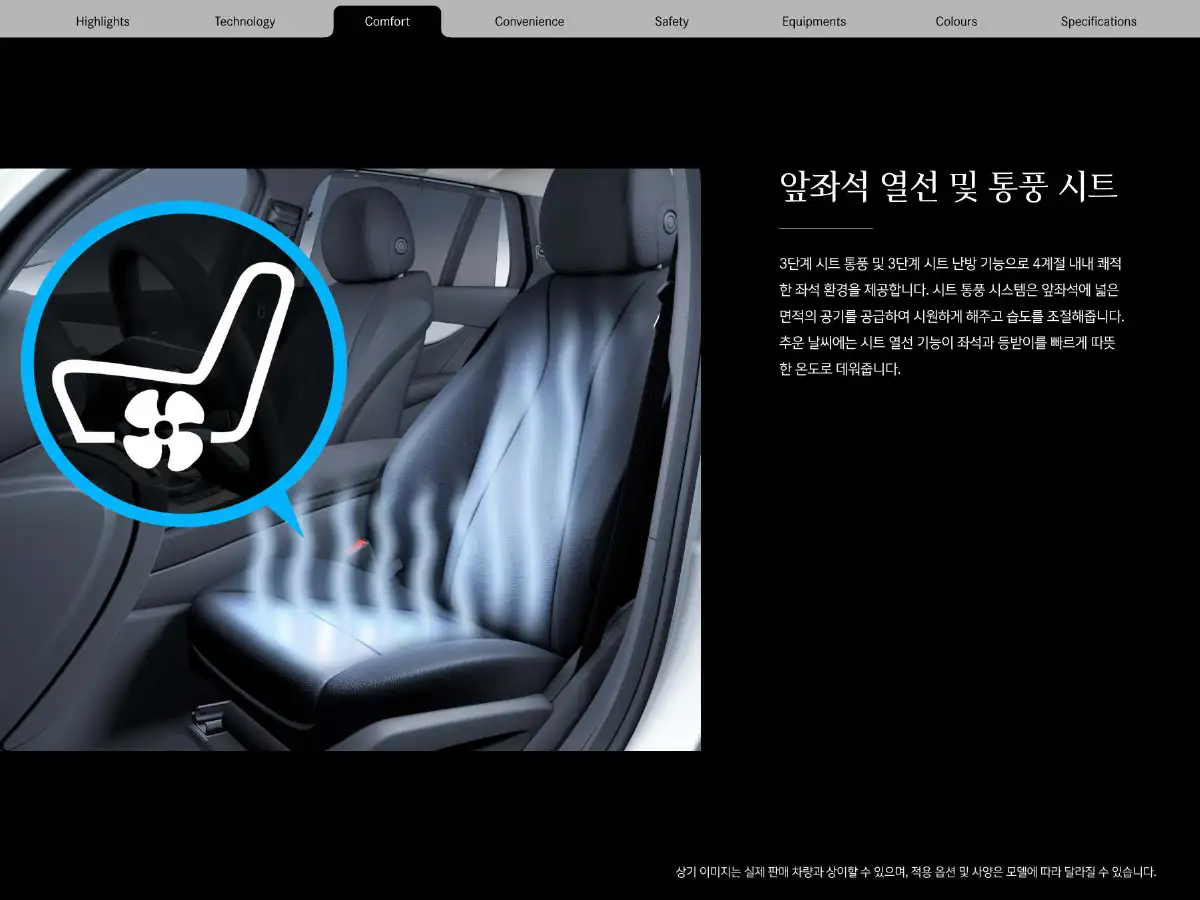 Highlights
Technology
Comfort
Convenience
Safety
Equipments
Colours
Specifications
앞좌석 열선 및 통풍 시트
3단계 시트 통풍 및 3단계 시트 난방 기능으로 4계절 내내 쾌적
한 좌석 환경을 제공합니다. 시트 통풍 시스템은 앞좌석에 넓은
면적의 공기를 공급하여 시원하게 해주고 습도를 조절해줍니다.
추운 날씨에는 시트 열선 기능이 좌석과 등받이를 빠르게 따뜻
한 온도로 데워줍니다.
상기 이미지는 실제 판매 차량과 상이할 수 있으며, 적용 옵션 및 사양은 모델에 따라 달라질 수 있습니다.